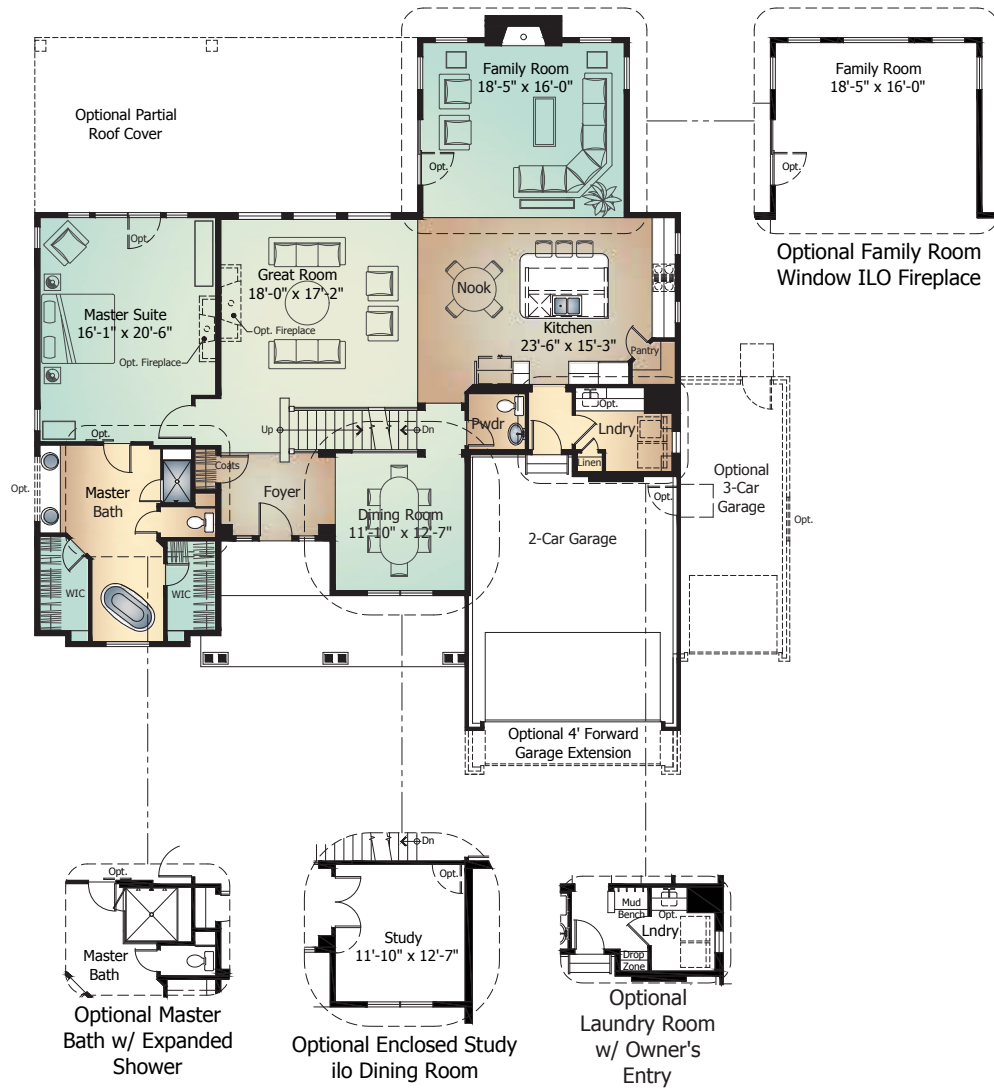 Family Room
18'-5" x 16'-0"
Family Room
18'-5" x 16'-0"
Optional Partial
Roof Cover
Opt.
Opt.
Optional Family Room
Window ILO Fireplace
Opt.
Great Room
18'-0" x 17'-2"
Nook
Master Suite
16'-1" x 20'-6"
Opt. Fireplace
Opt. Fireplace
Kitchen
23'-6" x 15'-3"
Pantry
Opt.
Up
Dn
Pwdr
Lndry
Linen
Opt.
Coats
Opt.
Master
Bath
Foyer
Dining Room
11'-10" x 12'-7"
Optional
3-Car
Garage
Opt.
Opt.
2-Car Garage
WIC
WIC
Optional 4' Forward
Garage Extension
Opt.
Master
Bath
Optional Master
Bath w/ Expanded
Shower
Dn
Opt.
Study
11'-10" x 12'-7"
Optional Enclosed Study
ilo Dining Room
Mud
Bench
Opt.
Lndry
Drop
Zone
Optional
Laundry Room
w/ Owner's
Entry